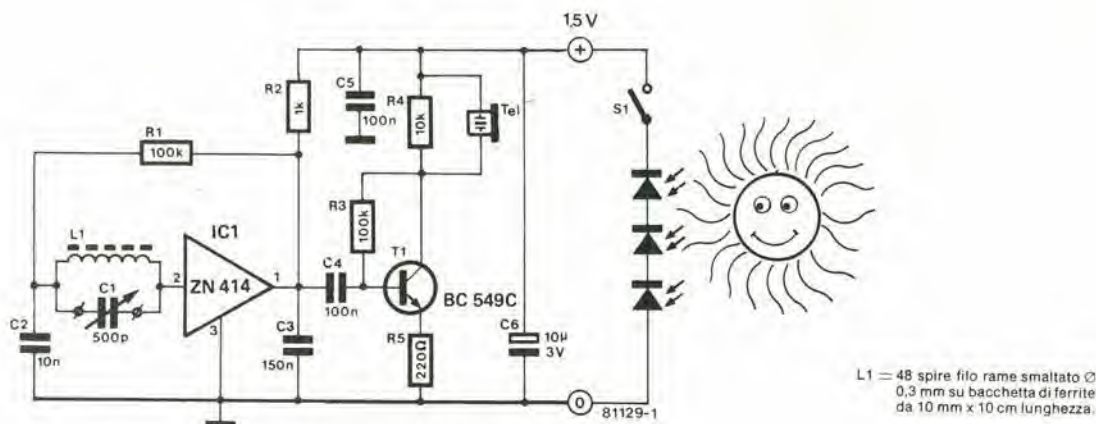 1,5 V
+
S1
R2
1k
C5
100n
R4
10k
Tel
R1
100k
R3
100k
L1
C1
500p
2
IC1
ZN 414
1
3
C4
100n
T1
BC 549C
C2
10n
C3
150n
R5
220Ω
C6
10µ
3V
0
81129-1
L1 = 48 spire filo rame smaltato Ø
0,3 mm su bacchetta di ferrite
da 10 mm x 10 cm lunghezza.